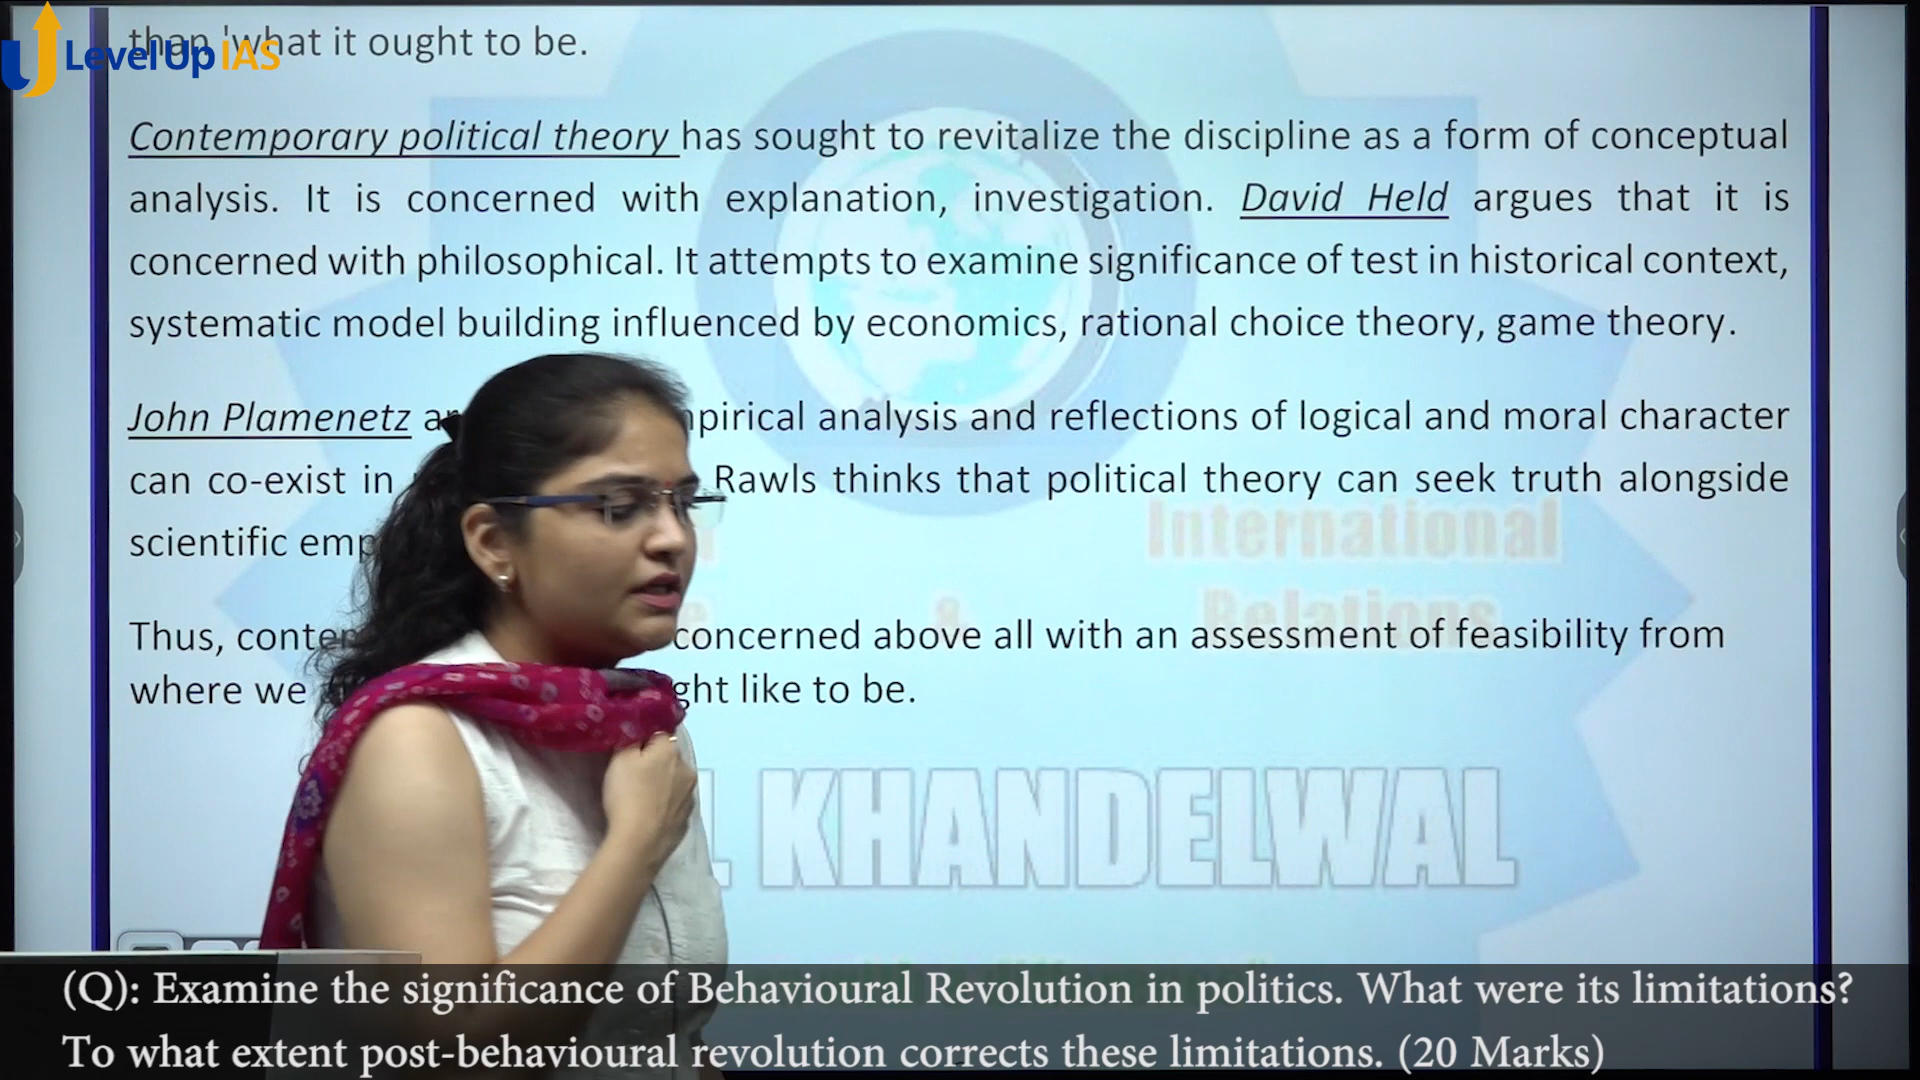 than 'what it ought to be.
LevelUp IAS
Contemporary political theory has sought to revitalize the discipline as a form of conceptual
analysis. It is concerned with explanation, investigation. David Held argues that it is
concerned with philosophical. It attempts to examine significance of test in historical context,
systematic model building influenced by economics, rational choice theory, game theory.
John Plamenetz analysis and reflections of logical and moral character
can co-exist in Rawls thinks that political theory can seek truth alongside
scientific
International
Relations
&
Thus, concerned above all with an assessment of feasibility from
where we like to be.
KHANDELWAL
(Q): Examine the significance of Behavioural Revolution in politics. What were its limitations?
To what extent post-behavioural revolution corrects these limitations. (20 Marks)